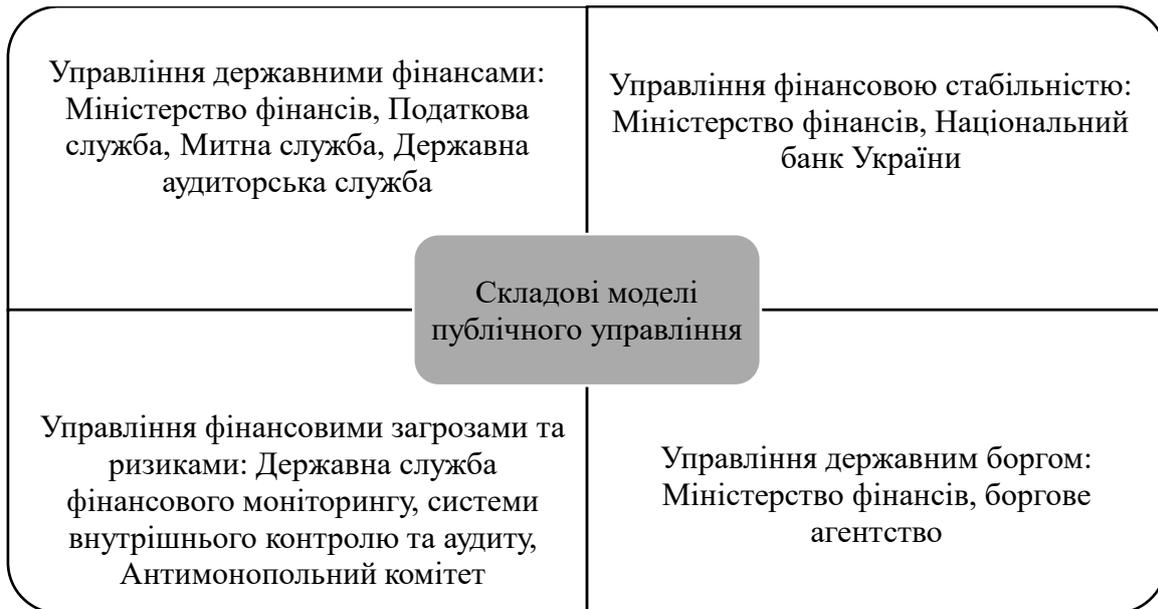 Управління державними фінансами:
Міністерство фінансів, Податкова
служба, Митна служба, Державна
аудиторська служба
Управління фінансовою стабільністю:
Міністерство фінансів, Національний
банк України
Складові моделі
публічного управління
Управління фінансовими загрозами та
ризиками: Державна служба
фінансового моніторингу, системи
внутрішнього контролю та аудиту,
Антимонопольний комітет
Управління державним боргом:
Міністерство фінансів, боргове
агентство